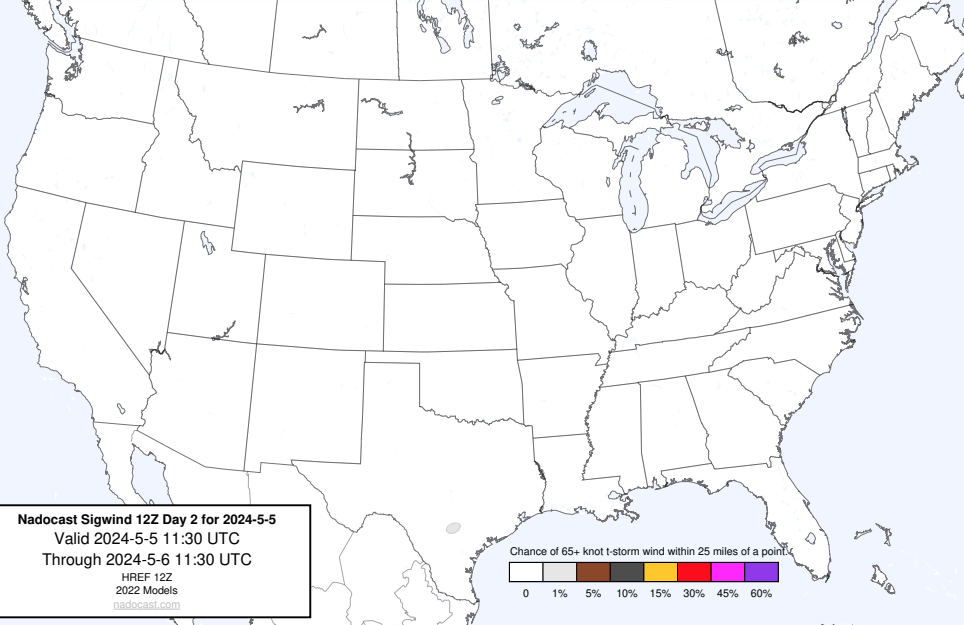 Nadocast Sigwind 12Z Day 2 for 2024-5-5
Valid 2024-5-5 11:30 UTC
Through 2024-5-6 11:30 UTC
HREF 12Z
2022 Models
nadocast.com
Chance of 65+ knot t-storm wind within 25 miles of a point.
0 1% 5% 10% 15% 30% 45% 60%